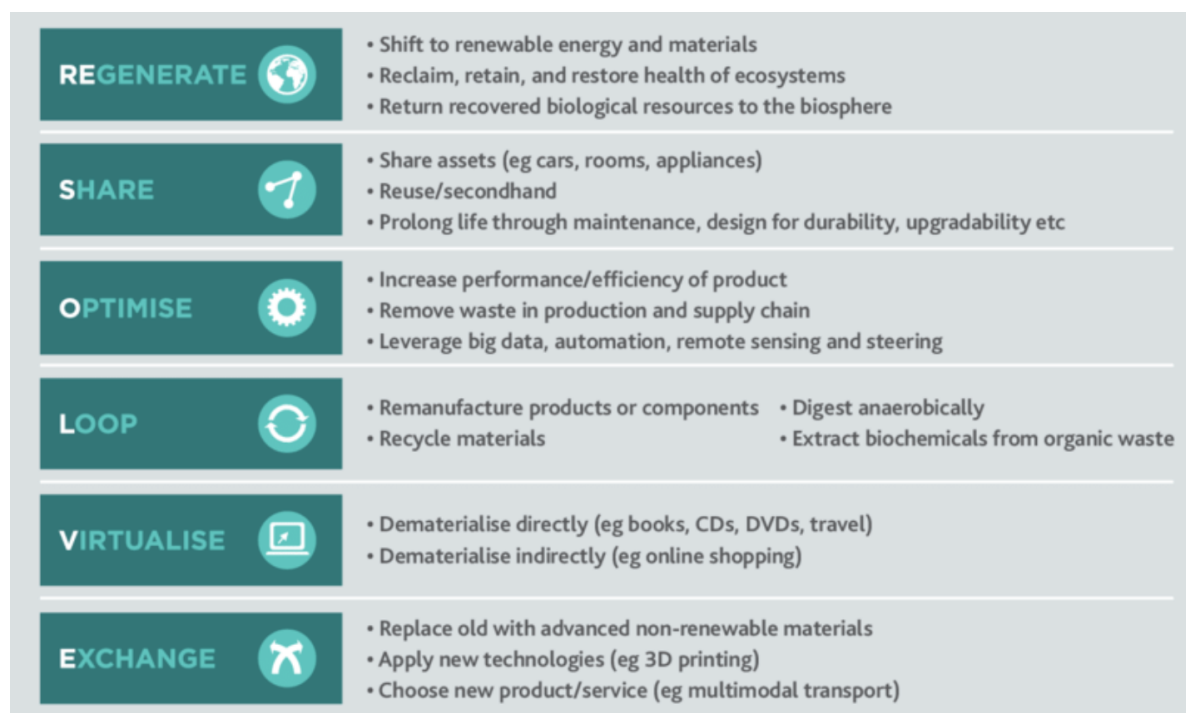 REGENERATE
• Shift to renewable energy and materials
• Reclaim, retain, and restore health of ecosystems
• Return recovered biological resources to the biosphere
SHARE
• Share assets (eg cars, rooms, appliances)
• Reuse/secondhand
• Prolong life through maintenance, design for durability, upgradability etc
OPTIMISE
• Increase performance/efficiency of product
• Remove waste in production and supply chain
• Leverage big data, automation, remote sensing and steering
LOOP
• Remanufacture products or components
• Recycle materials
• Digest anaerobically
• Extract biochemicals from organic waste
VIRTUALISE
• Dematerialise directly (eg books, CDs, DVDs, travel)
• Dematerialise indirectly (eg online shopping)
EXCHANGE
• Replace old with advanced non-renewable materials
• Apply new technologies (eg 3D printing)
• Choose new product/service (eg multimodal transport)